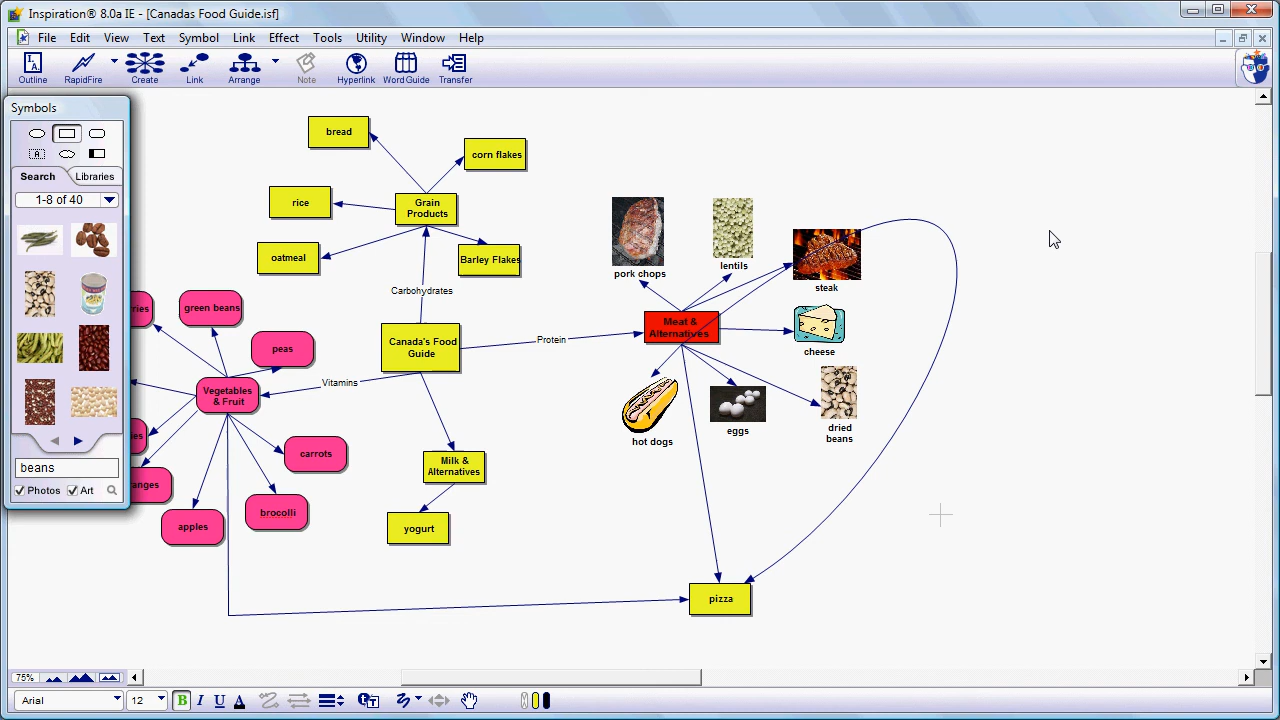 Inspiration® 8.0a IE - [Canadas Food Guide.isf]
File Edit View Text Symbol Link Effect Tools Utility Window Help
Outline RapidFire Create Link Arrange Note Hyperlink Word Guide Transfer
Symbols
Search Libraries
1-8 of 40
beans
Photos Art
bread
corn flakes
rice
Grain
Products
oatmeal
Barley Flakes
Carbohydrates
Canada's Food
Guide
Protein
Vitamins
ries
green beans
peas
Vegetables
& Fruit
ies
anges
carrots
apples
brocolli
Milk &
Alternatives
yogurt
pork chops
lentils
steak
Meat &
Alternatives
cheese
hot dogs
eggs
dried
beans
pizza
75%
Arial 12 B I U A